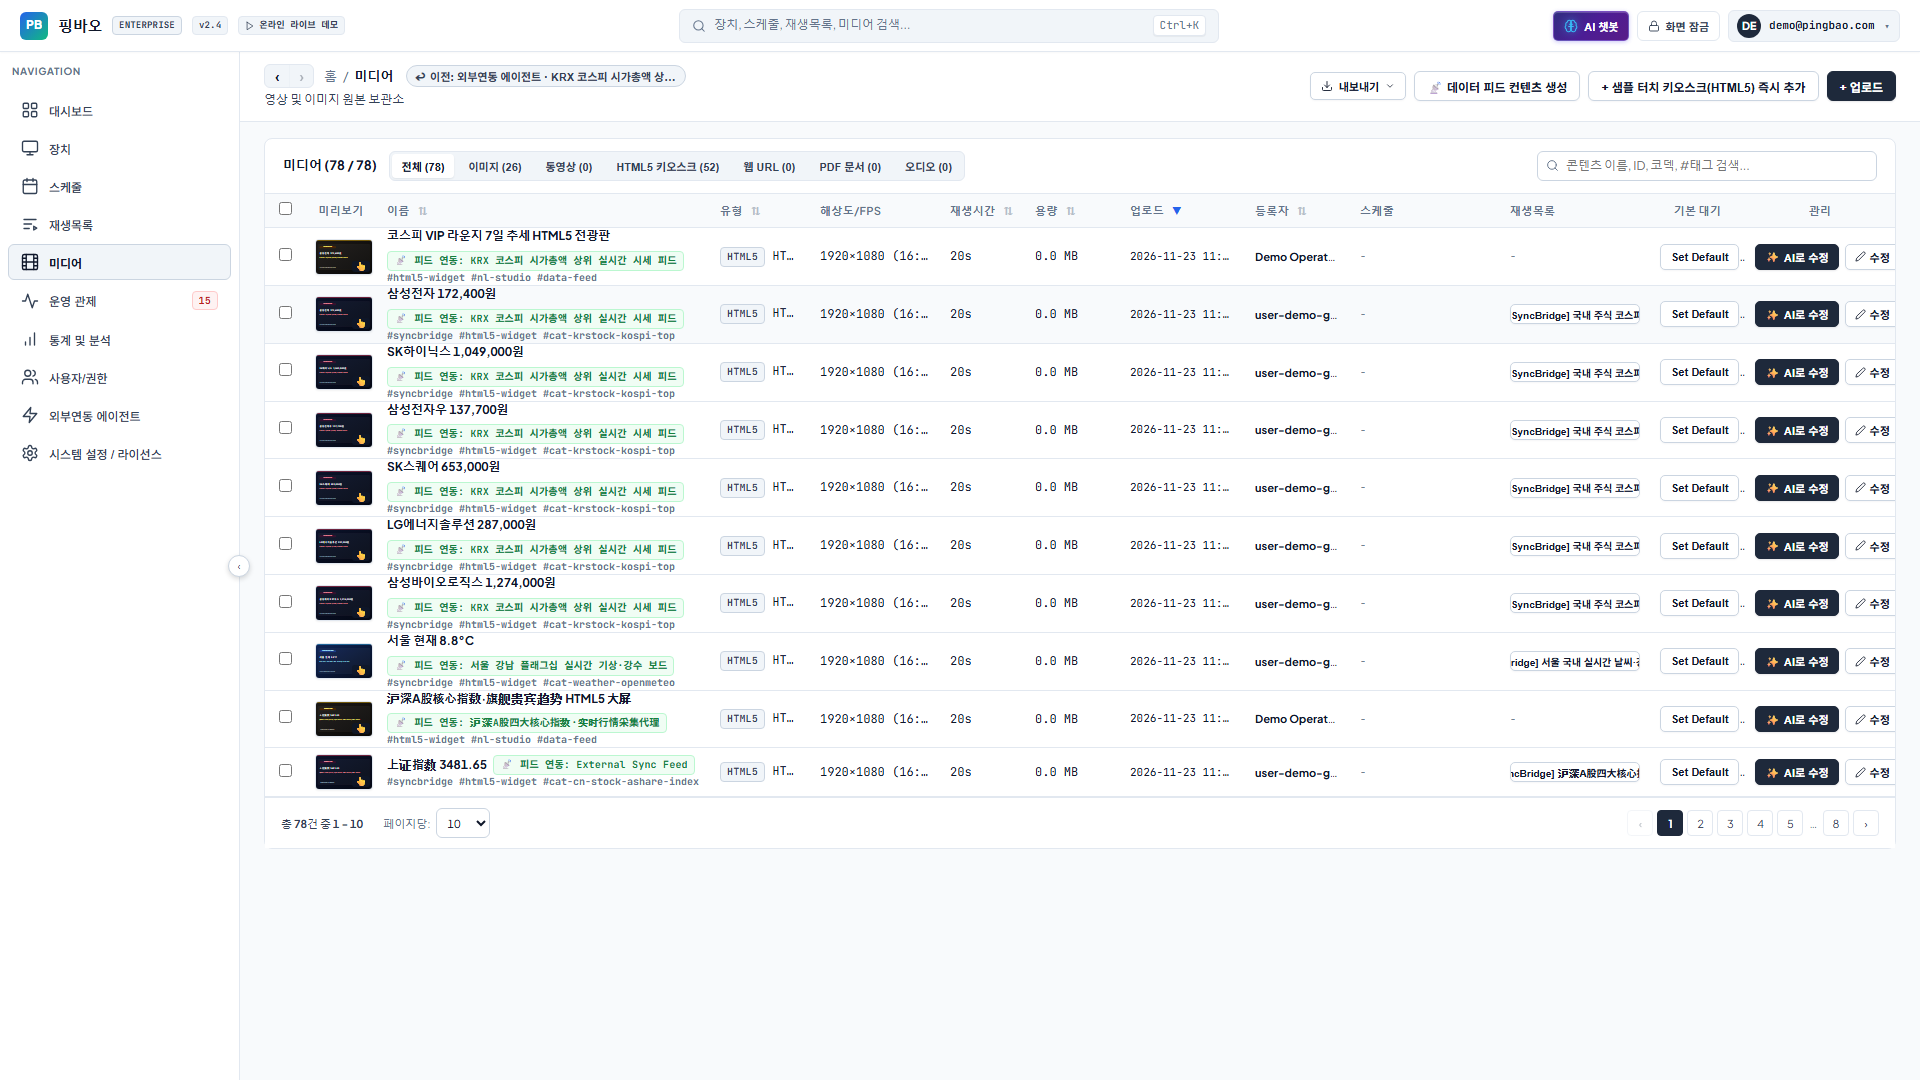 PB 핑바오 ENTERPRISE v2.4 ▷ 온라인 라이브 데모
장치, 스케줄, 재생목록, 미디어 검색... Ctrl+K
AI 챗봇 화면 잠금 DE demo@pingbao.com
NAVIGATION
대시보드
장치
스케줄
재생목록
미디어
운영 관제 15
통계 및 분석
사용자/권한
외부연동 에이전트
시스템 설정 / 라이선스
‹ › 홈 / 미디어 ↩ 이전: 외부연동 에이전트 · KRX 코스피 시가총액 상...
영상 및 이미지 원본 보관소
내보내기 데이터 피드 컨텐츠 생성 + 샘플 터치 키오스크(HTML5) 즉시 추가 + 업로드
미디어 (78 / 78) 전체 (78) 이미지 (26) 동영상 (0) HTML5 키오스크 (52) 웹 URL (0) PDF 문서 (0) 오디오 (0)
콘텐츠 이름, ID, 코덱, #태그 검색...
미리보기 이름 ⇅ 유형 ⇅ 해상도/FPS 재생시간 ⇅ 용량 ⇅ 업로드 ▼ 등록자 ⇅ 스케줄 재생목록 기본 대기 관리
코스피 VIP 라운지 7일 추세 HTML5 전광판
피드 연동: KRX 코스피 시가총액 상위 실시간 시세 피드
#html5-widget #nl-studio #data-feed
HTML5 HT... 1920×1080 (16:... 20s 0.0 MB 2026-11-23 11:... Demo Operat... - - Set Default .. AI로 수정 수정
삼성전자 172,400원
피드 연동: KRX 코스피 시가총액 상위 실시간 시세 피드
#syncbridge #html5-widget #cat-krstock-kospi-top
HTML5 HT... 1920×1080 (16:... 20s 0.0 MB 2026-11-23 11:... user-demo-g... - SyncBridge] 국내 주식 코스피 Set Default .. AI로 수정 수정
SK하이닉스 1,049,000원
피드 연동: KRX 코스피 시가총액 상위 실시간 시세 피드
#syncbridge #html5-widget #cat-krstock-kospi-top
HTML5 HT... 1920×1080 (16:... 20s 0.0 MB 2026-11-23 11:... user-demo-g... - SyncBridge] 국내 주식 코스피 Set Default .. AI로 수정 수정
삼성전자우 137,700원
피드 연동: KRX 코스피 시가총액 상위 실시간 시세 피드
#syncbridge #html5-widget #cat-krstock-kospi-top
HTML5 HT... 1920×1080 (16:... 20s 0.0 MB 2026-11-23 11:... user-demo-g... - SyncBridge] 국내 주식 코스피 Set Default .. AI로 수정 수정
SK스퀘어 653,000원
피드 연동: KRX 코스피 시가총액 상위 실시간 시세 피드
#syncbridge #html5-widget #cat-krstock-kospi-top
HTML5 HT... 1920×1080 (16:... 20s 0.0 MB 2026-11-23 11:... user-demo-g... - SyncBridge] 국내 주식 코스피 Set Default .. AI로 수정 수정
LG에너지솔루션 287,000원
피드 연동: KRX 코스피 시가총액 상위 실시간 시세 피드
#syncbridge #html5-widget #cat-krstock-kospi-top
HTML5 HT... 1920×1080 (16:... 20s 0.0 MB 2026-11-23 11:... user-demo-g... - SyncBridge] 국내 주식 코스피 Set Default .. AI로 수정 수정
삼성바이오로직스 1,274,000원
피드 연동: KRX 코스피 시가총액 상위 실시간 시세 피드
#syncbridge #html5-widget #cat-krstock-kospi-top
HTML5 HT... 1920×1080 (16:... 20s 0.0 MB 2026-11-23 11:... user-demo-g... - SyncBridge] 국내 주식 코스피 Set Default .. AI로 수정 수정
서울 현재 8.8°C
피드 연동: 서울 강남 플래그십 실시간 기상·강수 보드
#syncbridge #html5-widget #cat-weather-openmeteo
HTML5 HT... 1920×1080 (16:... 20s 0.0 MB 2026-11-23 11:... user-demo-g... - ridge] 서울 국내 실시간 날씨· Set Default .. AI로 수정 수정
沪深A股核心指数·旗舰贵宾趋势 HTML5 大屏
피드 연동: 沪深A股四大核心指数·实时行情采集代理
#html5-widget #nl-studio #data-feed
HTML5 HT... 1920×1080 (16:... 20s 0.0 MB 2026-11-23 11:... Demo Operat... - - Set Default .. AI로 수정 수정
上证指数 3481.65 피드 연동: External Sync Feed
#syncbridge #html5-widget #cat-cn-stock-ashare-index
HTML5 HT... 1920×1080 (16:... 20s 0.0 MB 2026-11-23 11:... user-demo-g... - ncBridge] 沪深A股四大核心 Set Default .. AI로 수정 수정
총 78건 중 1 – 10 페이지당: 10 ‹ 1 2 3 4 5 ... 8 ›